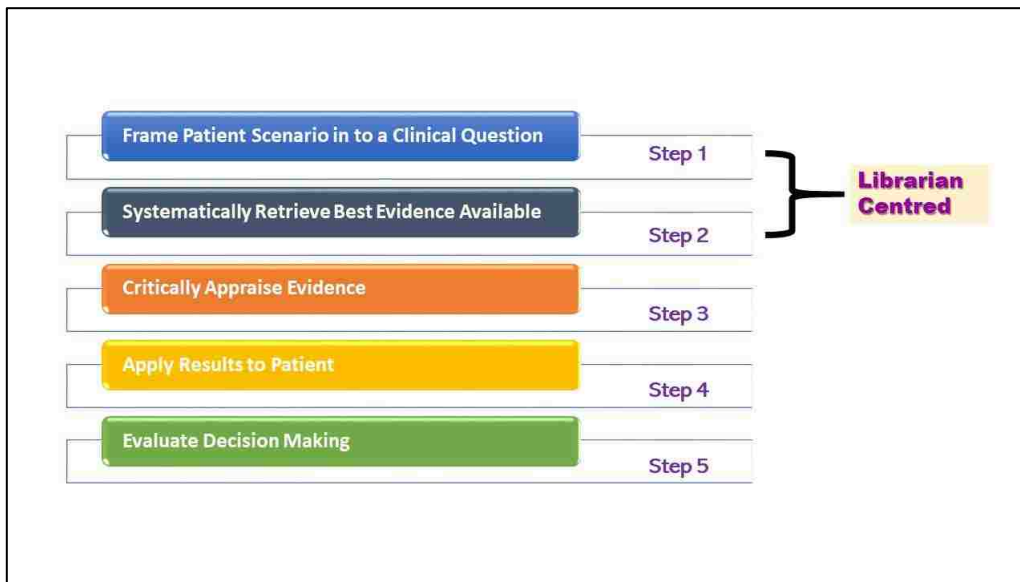 Frame Patient Scenario in to a Clinical Question
Step 1
Systematically Retrieve Best Evidence Available
Step 2
Librarian
Centred
Critically Appraise Evidence
Step 3
Apply Results to Patient
Step 4
Evaluate Decision Making
Step 5